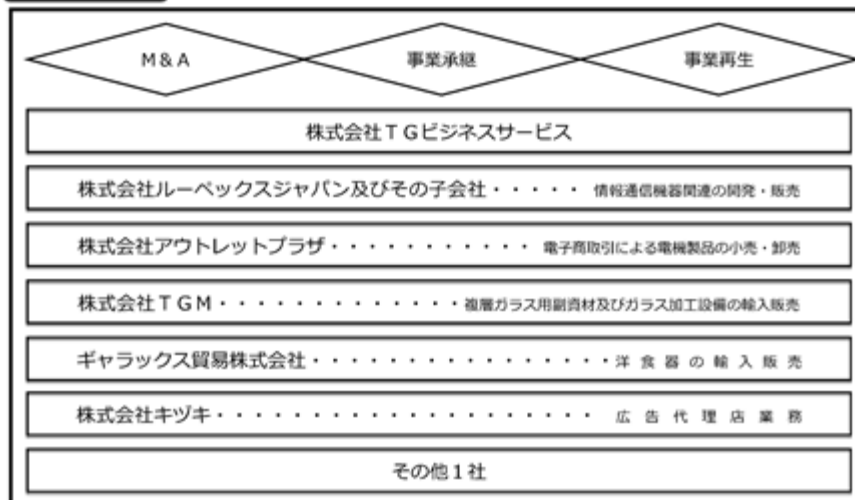 M&A 事業承継 事業再生
株式会社TGビジネスサービス
株式会社ルーペックスジャパン及びその子会社・・・・・ 情報通信機器関連の開発・販売
株式会社アウトレットプラザ・・・・・・・・・・・ 電子商取引による電機製品の小売・卸売
株式会社TGM・・・・・・・・・・・・・複層ガラス用副資材及びガラス加工設備の輸入販売
ギャラックス貿易株式会社・・・・・・・・・・・・・・・・洋食器の輸入販売
株式会社キヅキ・・・・・・・・・・・・・・・・・・・・ 広告代理店業務
その他1社